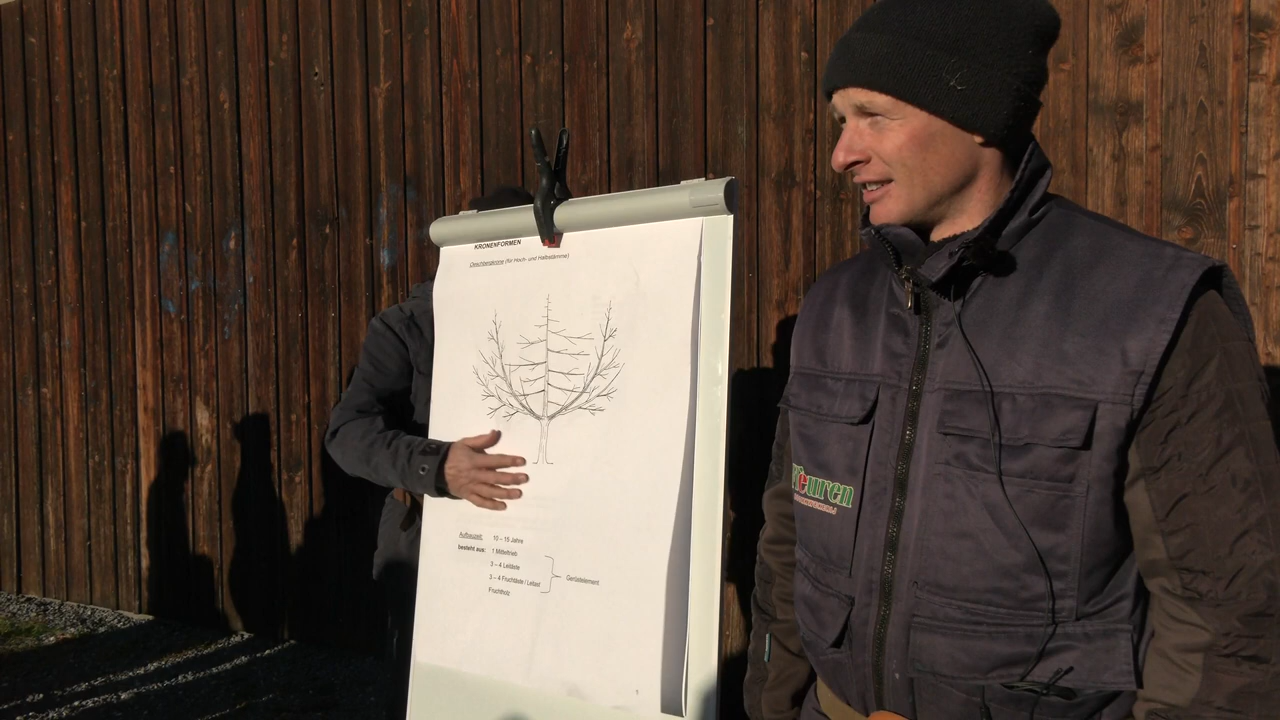 KRONENFORMEN
Oeschbergkrone (für Hoch- und Halbstämme)
Aufbauzeit: 10 – 15 Jahre
besteht aus: 1 Mitteltrieb
3 – 4 Leitäste
3 – 4 Fruchtäste / Leitast
Gerüstelement
Fruchtholz